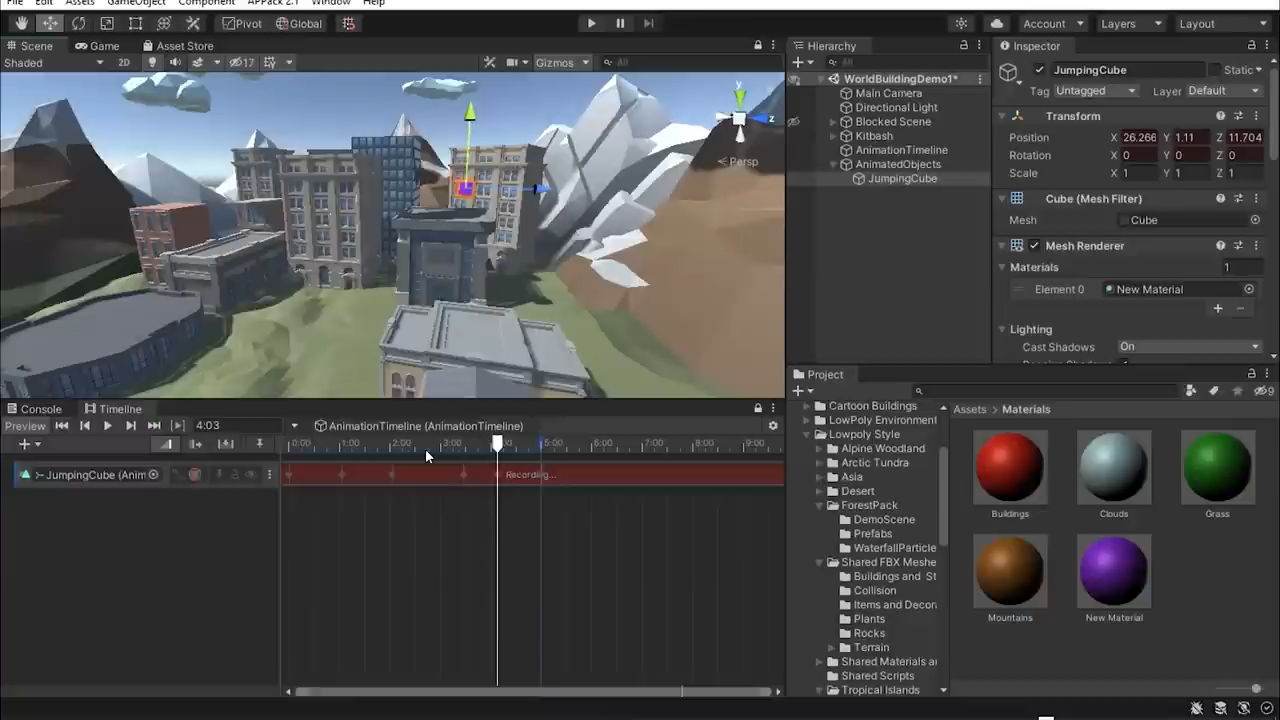 File Edit Assets GameObject Component APPack 2.1 Window Help
Pivot Global Account Layers Layout
Scene Game Asset Store
Shaded 2D 17 Gizmos All
y
z
Persp
Hierarchy
All
WorldBuildingDemo1*
Main Camera
Directional Light
Blocked Scene
Kitbash
AnimationTimeline
AnimatedObjects
JumpingCube
Inspector
JumpingCube Static
Tag Untagged Layer Default
Transform
Position X 26.266 Y 1.11 Z 11.704
Rotation X 0 Y 0 Z 0
Scale X 1 Y 1 Z 1
Cube (Mesh Filter)
Mesh Cube
Mesh Renderer
Materials 1
Element 0 New Material
Lighting
Cast Shadows On
Console Timeline
Preview 4:03 AnimationTimeline (AnimationTimeline)
0:00 1:00 2:00 3:00 5:00 6:00 7:00 8:00 9:00
JumpingCube (Anim Recording...
Project
9
Cartoon Buildings
LowPoly Environment
Lowpoly Style
Alpine Woodland
Arctic Tundra
Asia
Desert
ForestPack
DemoScene
Prefabs
WaterfallParticle
Shared FBX Meshe
Buildings and St
Collision
Items and Decor
Plants
Rocks
Terrain
Shared Materials a
Shared Scripts
Tropical Islands
Assets > Materials
Buildings Clouds Grass
Mountains New Material